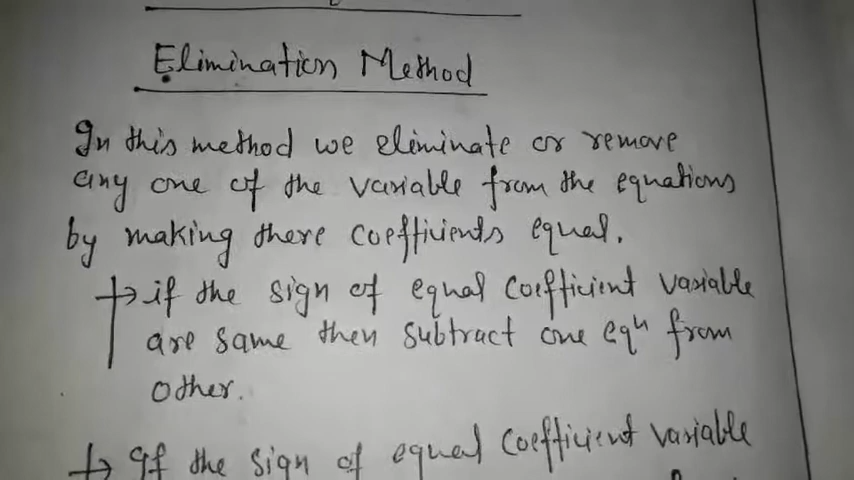 Elimination Method
In this method we eliminate or remove
any one of the variable from the equations
by making there coefficients equal.
→ if the sign of equal coefficient variable
are same then subtract one eqn from
other.
→ If the sign of equal coefficient variable